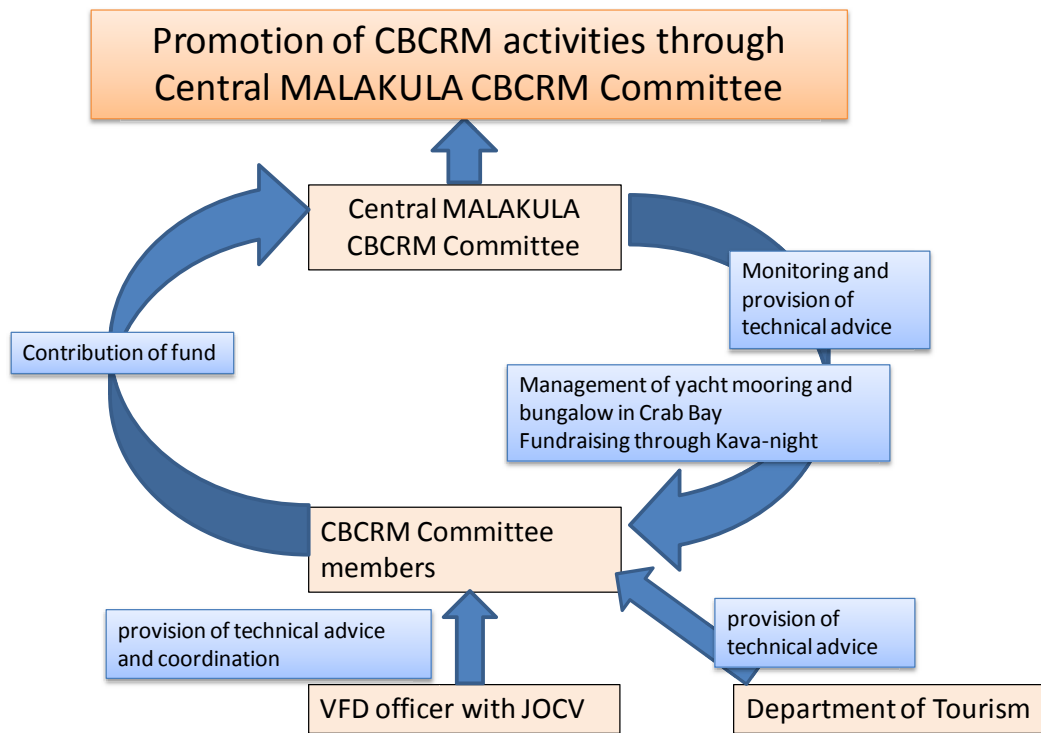 Promotion of CBCRM activities through
Central MALAKULA CBCRM Committee
Central MALAKULA
CBCRM Committee
Monitoring and
provision of
technical advice
Contribution of fund
Management of yacht mooring and
bungalow in Crab Bay
Fundraising through Kava-night
CBCRM Committee
members
provision of technical advice
and coordination
provision of
technical advice
VFD officer with JOCV
Department of Tourism